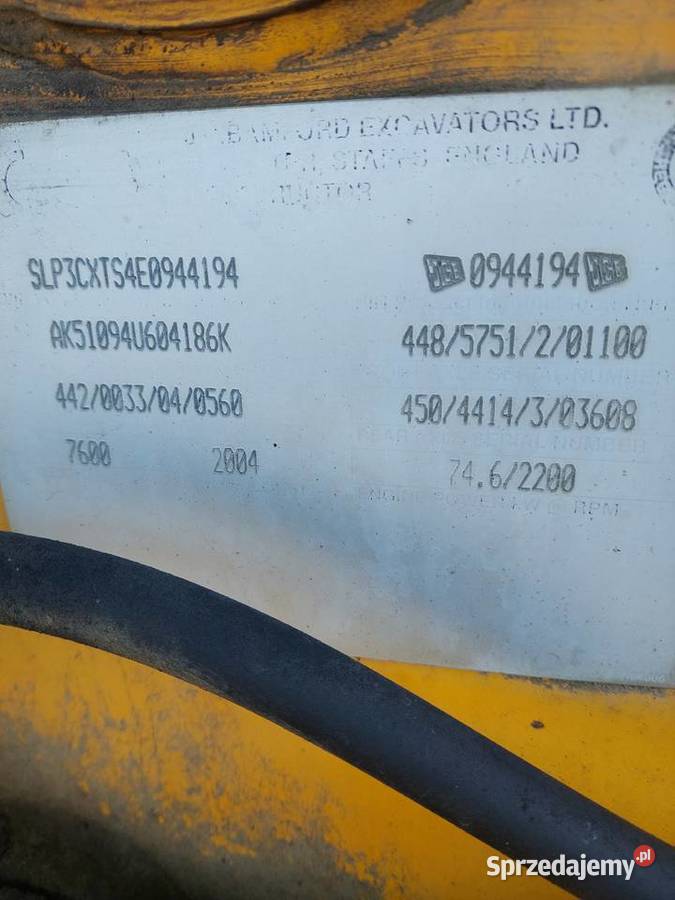 EXCAVATORS LTD.
ENGLAND
SLP3CXTS4E0944194
JCB 0944194 JCB
AK51094U604186K
448/5751/2/01100
442/0033/04/0560
450/4414/3/03608
7600 2004
74.6/2200
RPM
Sprzedajemy.pl